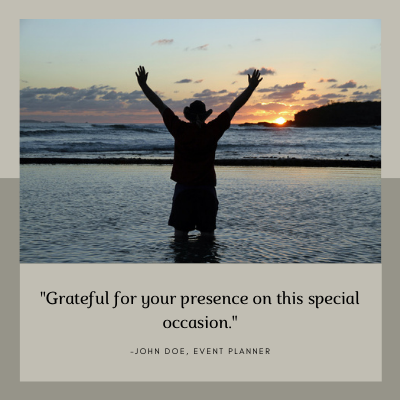 "Grateful for your presence on this special
occasion."
-JOHN DOE, EVENT PLANNER